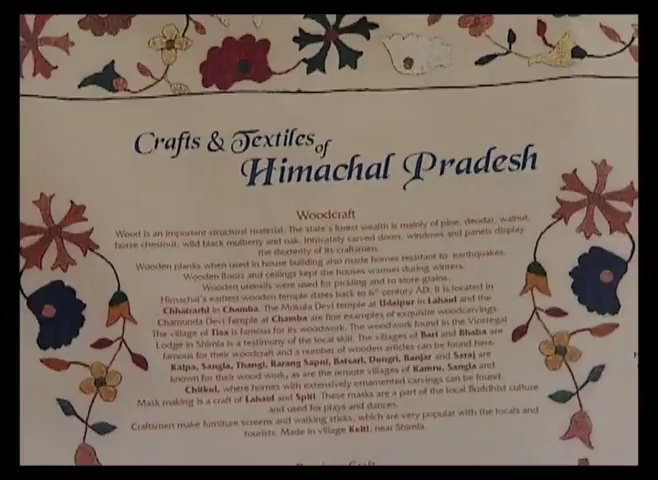 Crafts & Textiles
of
Himachal Pradesh
Woodcraft
Wood is an important structural material. The state's forest wealth is mainly of pine, deodar, walnut,
horse chestnut, wild black mulberry and oak. Intricately carved doors, windows and panels display
the dexterity of its craftsmen.
Wooden planks when used in house building also made homes resistant to earthquakes.
Wooden floors and ceilings kept the houses warmer during winters.
Wooden utensils were used for pickling and to store grains.
Himachal's earliest wooden temple dates back to 6th century AD. It is located in
Chhatrarhi in Chamba. The Mrikula Devi temple at Udaipur in Lahaul and the
Chamunda Devi Temple at Chamba are fine examples of exquisite woodcarvings.
The village of Tisa is famous for its woodwork. The woodwork found in the Viceregal
Lodge in Shimla is a testimony of the local skill. The villages of Bari and Bhaba are
famous for their woodcraft and a number of wooden articles can be found here.
Kalpa, Sangla, Thangi, Rarang Sapni, Batsari, Dungri, Banjar and Saraj are
known for their wood work, as are the remote villages of Kamru, Sangla and
Chitkul, where homes with extensively ornamented carvings can be found.
Mask making is a craft of Lahaul and Spiti. These masks are a part of the local Buddhist culture
and used for plays and dances.
Craftsmen make furniture screens and walking sticks, which are very popular with the locals and
tourists. Made in village Kelti, near Shimla.